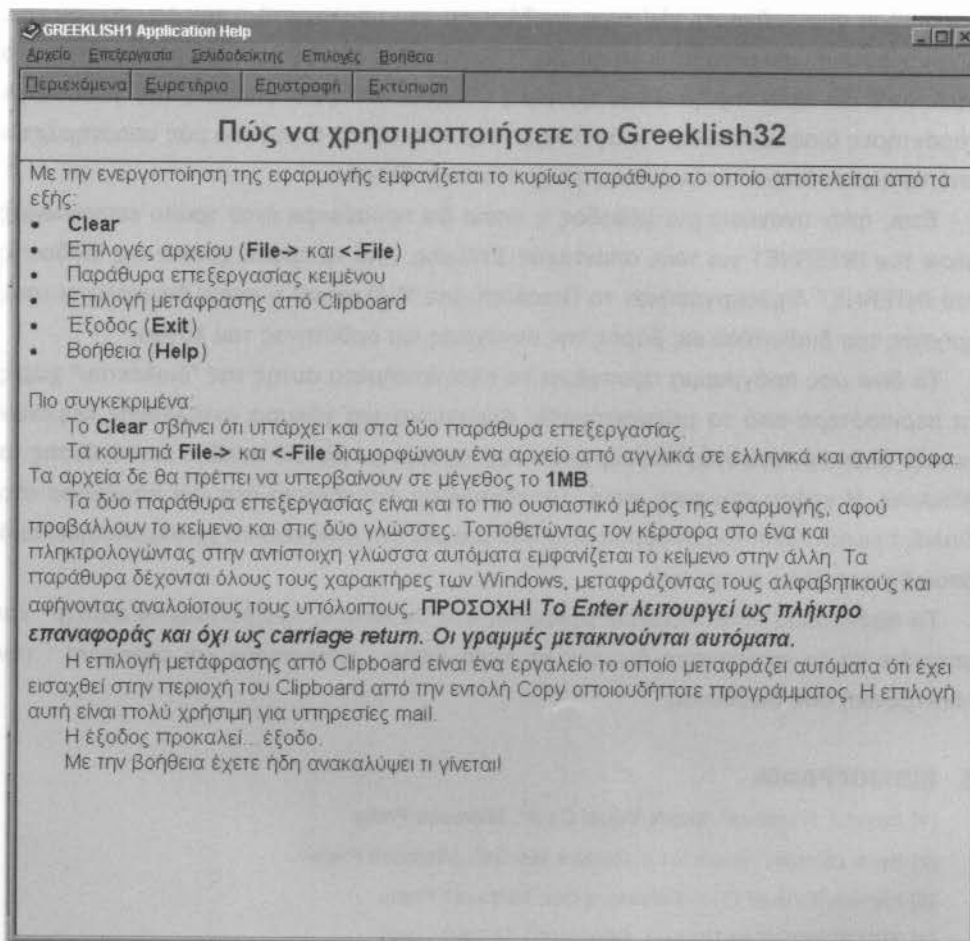 GREEKLISH1 Application Help
Αρχείο Επεξεργασία Σελιδοδείκτης Επιλογές Βοήθεια
Περιεχόμενα Ευρετήριο Επιστροφή Εκτύπωση
Πώς να χρησιμοποιήσετε το Greeklish32
Με την ενεργοποίηση της εφαρμογής εμφανίζεται το κυρίως παράθυρο το οποίο αποτελείται από τα
εξής:
• Clear
• Επιλογές αρχείου (File-> και <-File)
• Παράθυρα επεξεργασίας κειμένου
• Επιλογή μετάφρασης από Clipboard
• Έξοδος (Exit)
• Βοήθεια (Help)
Πιο συγκεκριμένα:
Το Clear σβήνει ότι υπάρχει και στα δύο παράθυρα επεξεργασίας.
Τα κουμπιά File-> και <-File διαμορφώνουν ένα αρχείο από αγγλικά σε ελληνικά και αντίστροφα.
Τα αρχεία δε θα πρέπει να υπερβαίνουν σε μέγεθος το 1MB.
Τα δύο παράθυρα επεξεργασίας είναι και το πιο ουσιαστικό μέρος της εφαρμογής, αφού
προβάλλουν το κείμενο και στις δύο γλώσσες. Τοποθετώντας τον κέρσορα στο ένα και
πληκτρολογώντας στην αντίστοιχη γλώσσα αυτόματα εμφανίζεται το κείμενο στην άλλη. Τα
παράθυρα δέχονται όλους τους χαρακτήρες των Windows, μεταφράζοντας τους αλφαβητικούς και
αφήνοντας αναλοίοτους τους υπόλοιπους. ΠΡΟΣΟΧΗ! Το Enter λειτουργεί ως πλήκτρο
επαναφοράς και όχι ως carriage return. Οι γραμμές μετακινούνται αυτόματα.
Η επιλογή μετάφρασης από Clipboard είναι ένα εργαλείο το οποίο μεταφράζει αυτόματα ότι έχει
εισαχθεί στην περιοχή του Clipboard από την εντολή Copy οποιουδήποτε προγράμματος. Η επιλογή
αυτή είναι πολύ χρήσιμη για υπηρεσίες mail.
Η έξοδος προκαλεί... έξοδο.
Με την βοήθεια έχετε ήδη ανακαλύψει τι γίνεται!